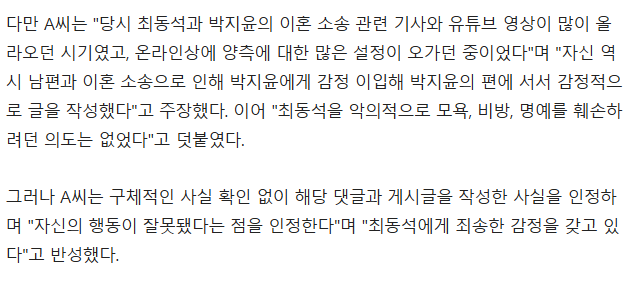 다만 A씨는 "당시 최동석과 박지윤의 이혼 소송 관련 기사와 유튜브 영상이 많이 올
라오던 시기였고, 온라인상에 양측에 대한 많은 설정이 오가던 중이었다"며 "자신 역
시 남편과 이혼 소송으로 인해 박지윤에게 감정 이입해 박지윤의 편에 서서 감정적으
로 글을 작성했다"고 주장했다. 이어 "최동석을 악의적으로 모욕, 비방, 명예를 훼손하
려던 의도는 없었다"고 덧붙였다.
그러나 A씨는 구체적인 사실 확인 없이 해당 댓글과 게시글을 작성한 사실을 인정하
며 "자신의 행동이 잘못됐다는 점을 인정한다"며 "최동석에게 죄송한 감정을 갖고 있
다"고 반성했다.